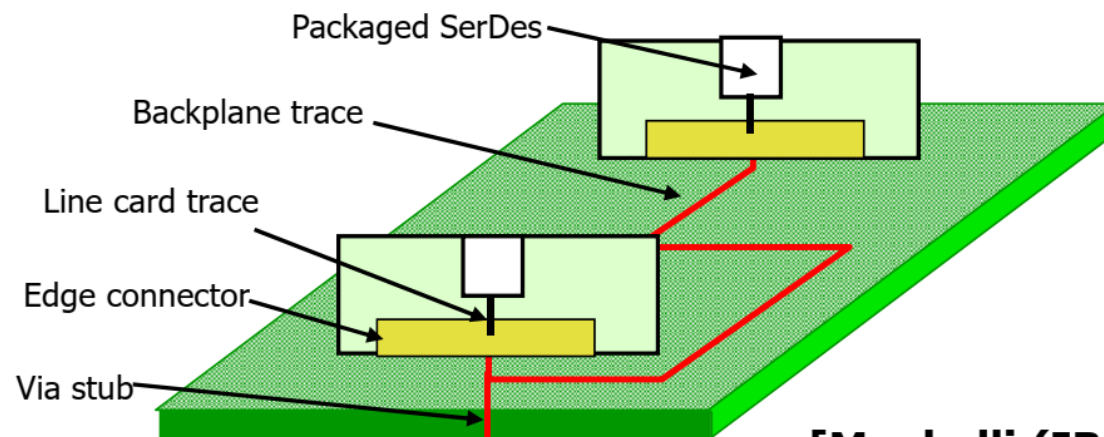 Packaged SerDes
Backplane trace
Line card trace
Edge connector
Via stub